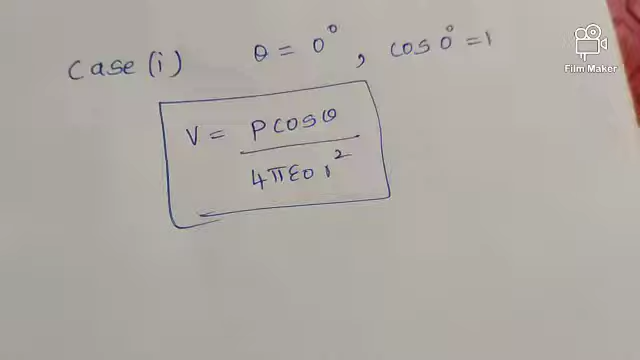 Case (i) θ = 0°, cos 0° = 1
V = P cos θ / 4πε0 r²
Film Maker